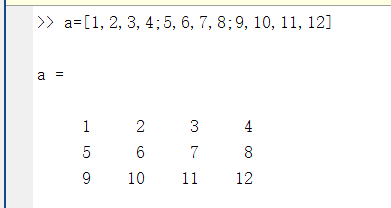 >> a=[1,2,3,4;5,6,7,8;9,10,11,12]
a =
1 2 3 4
5 6 7 8
9 10 11 12